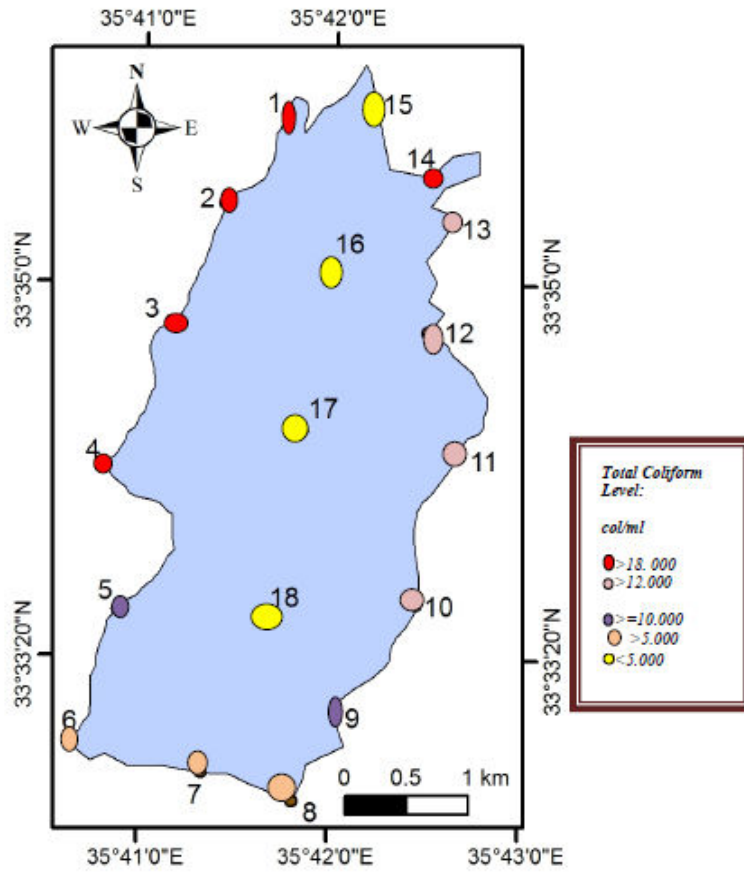 35°41'0"E
35°42'0"E
N
W
E
S
1
15
14
2
13
16
33°35'0"N
33°35'0"N
3
12
17
4
11
Total Coliform
Level:
col/ml
>18. 000
>12.000
>=10.000
>5.000
<5.000
5
18
10
33°33'20"N
33°33'20"N
6
9
7
8
0
0.5
1 km
35°41'0"E
35°42'0"E
35°43'0"E